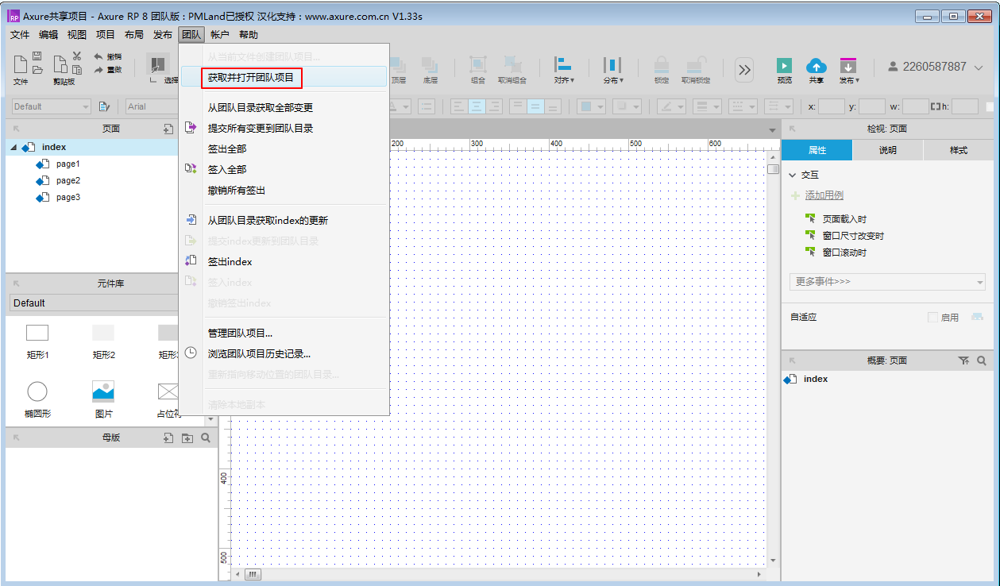 Axure共享项目 - Axure RP 8 团队版 : PMLand已授权 汉化支持 : www.axure.com.cn V1.33s
文件 编辑 视图 项目 布局 发布 团队 帐户 帮助
文件 剪贴板 撤销 重做 选择 顶层 底层 组合 取消组合 对齐 分布 锁定 取消锁定 预览 共享 发布 2260587887
Default Arial x: y: w: h:
页面
index
page1
page2
page3
元件库
Default
矩形1 矩形2
椭圆形 图片
母版
从当前文件创建团队项目...
获取并打开团队项目
从团队目录获取全部变更
提交所有变更到团队目录
签出全部
签入全部
撤销所有签出
从团队目录获取index的更新
提交index更新到团队目录
签出index
签入index
撤销签出index
管理团队项目...
浏览团队项目历史记录...
重新指向移动位置的团队目录...
清除本地副本
200 300 400 500 600
400
500
检视: 页面
属性 说明 样式
交互
添加用例
页面载入时
窗口尺寸改变时
窗口滚动时
更多事件>>>
自适应 启用
概要: 页面
index